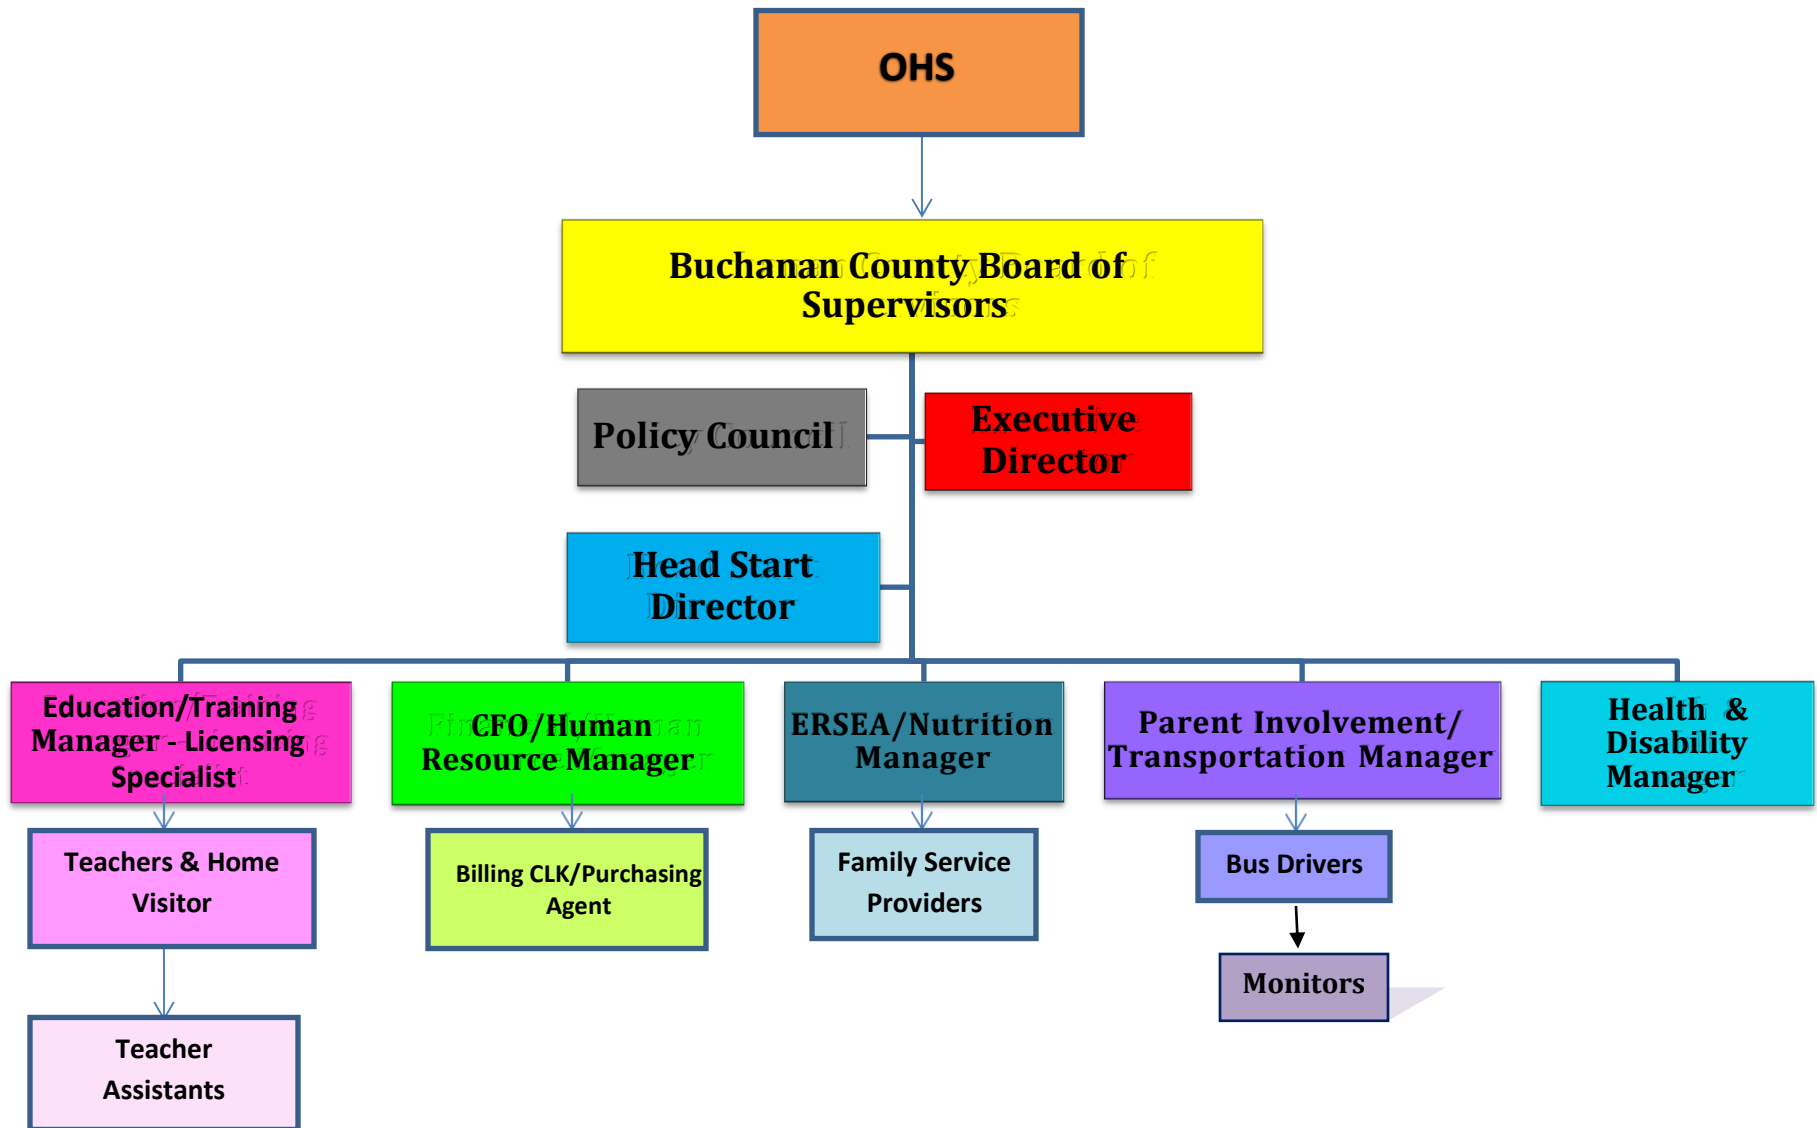 OHS
Buchanan County Board of
Supervisors
Policy Council
Executive
Director
Head Start
Director
Education/Training
Manager - Licensing
Specialist
CFO/Human
Resource Manager
ERSEA/Nutrition
Manager
Parent Involvement/
Transportation Manager
Health &
Disability
Manager
Teachers & Home
Visitor
Billing CLK/Purchasing
Agent
Family Service
Providers
Bus Drivers
Monitors
Teacher
Assistants